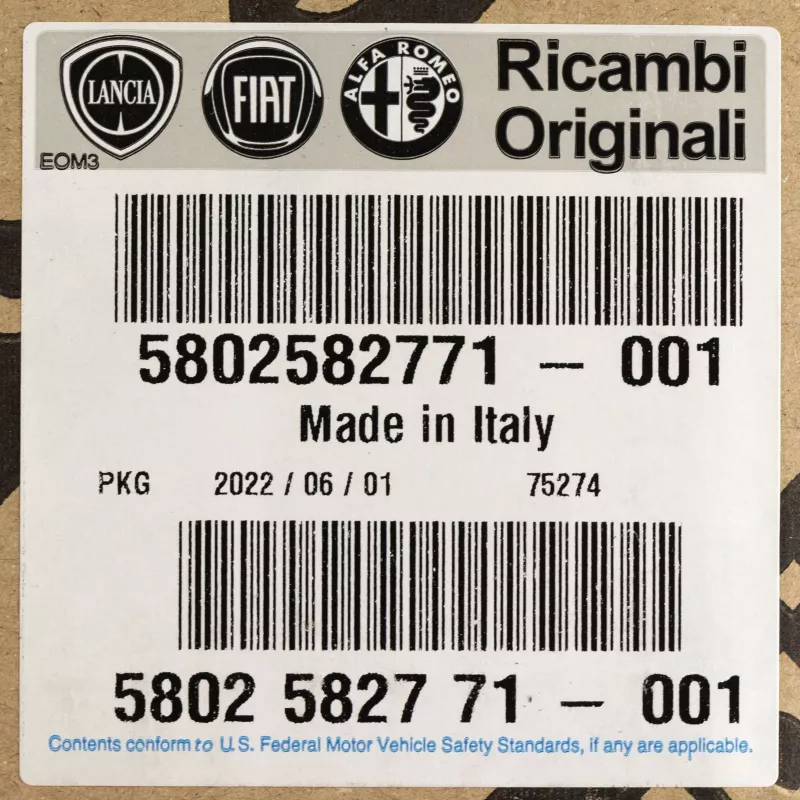 LANCIA FIAT ALFA ROMEO Ricambi
Originali
EOM3
5802582771 – 001
Made in Italy
PKG 2022 / 06 / 01 75274
5802 5827 71 – 001
Contents conform to U.S. Federal Motor Vehicle Safety Standards, if any are applicable.